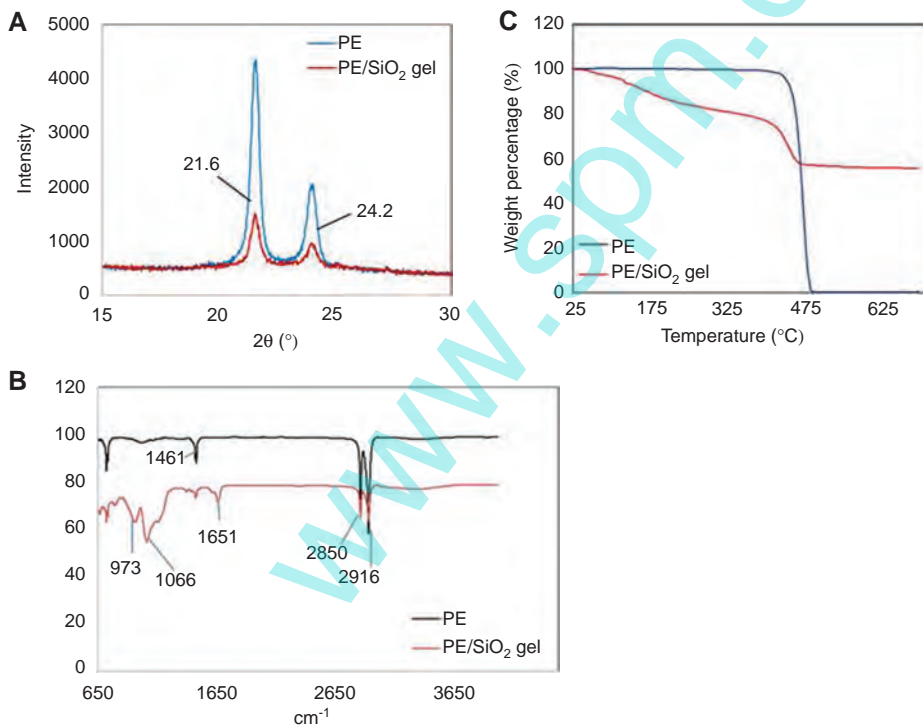 A
5000
4000
3000
2000
1000
0
Intensity
PE
PE/SiO₂ gel
21.6
24.2
15
20
25
30
2θ (°)
C
120
100
80
60
40
20
0
Weight percentage (%)
PE
PE/SiO₂ gel
25
175
325
475
625
Temperature (°C)
B
120
100
80
60
40
20
0
1461
1651
973
1066
2850
2916
PE
PE/SiO₂ gel
650
1650
2650
3650
cm⁻¹
www.spm.c